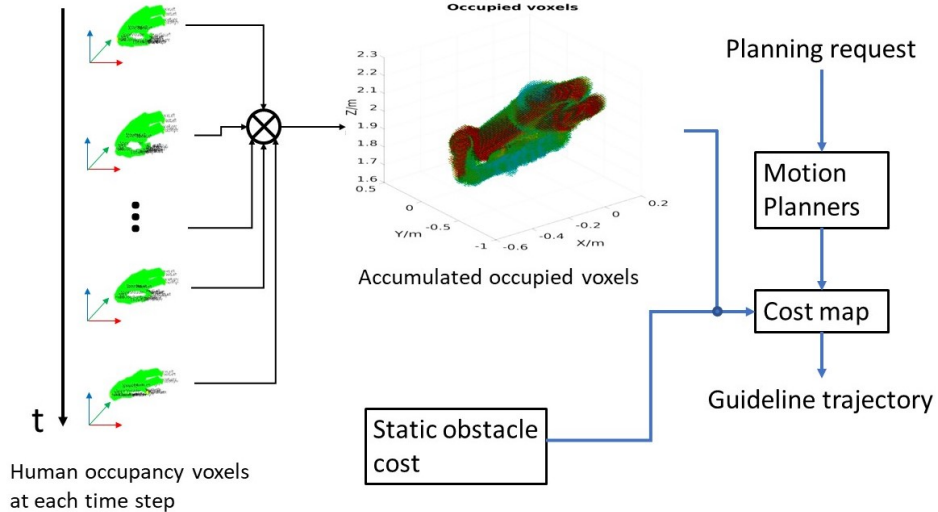 Occupied voxels
Z/m
2.3
2.2
2.1
2
1.9
1.8
1.7
1.6
0.5
0
-0.5
-1
Y/m
-0.6
-0.4
-0.2
0
0.2
X/m
Accumulated occupied voxels
Planning request
Motion
Planners
Cost map
Guideline trajectory
Static obstacle
cost
t
Human occupancy voxels
at each time step